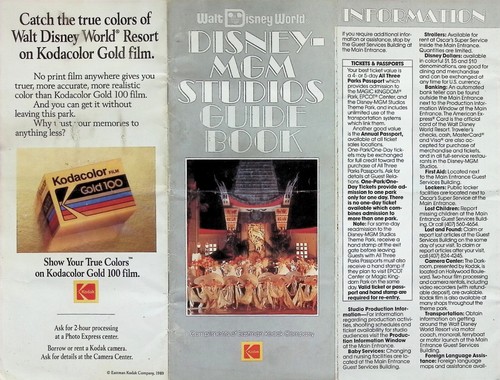 Catch the true colors of
Walt Disney World® Resort
on Kodacolor Gold film.
No print film anywhere gives you
truer, more accurate, more realistic
color than Kodacolor Gold film.
And you can get it without
leaving this park.
Why trust your memories to
anything less?
Kodacolor FILM
Gold 100
Show Your True Colors™
on Kodacolor Gold 100 film.
Kodak
Ask for 2-hour processing
at a Photo Express center.
Borrow or rent a Kodak camera.
Ask for details at the Camera Center.
© Eastman Kodak Company, 1989
Walt Disney World
DISNEY-
MGM
STUDIOS
GUIDE
BOOK
Kodak
INFORMATION
If you require additional infor-
mation or assistance, stop by
the Guest Services Building at
the Main Entrance.
TICKETS & PASSPORTS
Your best ticket value is
a 4- or 5-day All Three
Parks Passport which
provides admission to
the MAGIC KINGDOM
Park, EPCOT Center, and
the Disney-MGM Studios
Theme Park, and includes
unlimited use of the
transportation systems
which link them.
Another good value
is the Annual Passport,
available at all ticket
sales locations.
One-Park/One-Day tick-
ets may be exchanged
for full credit toward the
purchase of All Three
Parks Passports. Ask for
details at Guest Rela-
tions. One-Park/One-
Day Tickets provide ad-
mission to one park
only for one day. There
is no one-day ticket
available which com-
bines admission to
more than one park.
Note: For same-day
readmission to the
Disney-MGM Studios
Theme Park, receive a
hand stamp at the exit
gate before leaving.
Guests with All Three
Parks Passports must also
receive a hand stamp if
they plan to visit EPCOT
Center or Magic King-
dom Park on the same
day. Valid ticket or pass-
port and hand stamp are
required for re-entry.
Studio Production Infor-
mation—For information
regarding production activi-
ties, shooting schedules and
ticket availability for studio
audiences visit the Produc-
tion Information Window
at the Main Entrance.
Baby Services: Changing
and nursing facilities are lo-
cated at the Main Entrance
Guest Services Building.
Strollers: Available for
rent at Oscar's Super Service
inside the Main Entrance.
Quantities are limited.
Disney Dollars: available
in colorful $1, $5 and $10
denominations, are good for
dining and merchandise
and can be exchanged at
any time for U.S. currency.
Banking: An automated
bank teller can be found
outside the Main Entrance
next to the Production Infor-
mation Window at the Main
Entrance. The American Ex-
press® Card is the official
card of the Walt Disney
World Resort. Traveler's
checks, cash, MasterCard
and Visa® are also ac-
cepted for purchase of
merchandise and tickets,
and in all full-service restau-
rants in the Disney-MGM
Studios.
First Aid: Located next
to the Main Entrance Guest
Services Building.
Lockers: Public locker
facilities are located next to
Oscar's Super Service at the
Main Entrance.
Lost Children: Report
missing children at the Main
Entrance Guest Services
Building. Or call (407) 560-4654.
Lost and Found: Claim or
report lost articles at the Guest
Services Building on the same
day of your visit. To claim or
report articles after your visit,
call (407) 824-4245.
Camera Center: The Dark-
room, presented by Kodak, is
located on Hollywood Boule-
vard. Two-hour film processing
and camera rentals, including
video recorders (with refund-
able deposit), are available.
Kodak film is also available at
many shops throughout the
theme park.
Transportation: Obtain
information on getting
around the Walt Disney
World Resort via motor
coach, monorail, ferryboat
or motor launch at the Main
Entrance Guest Services
Building.
Foreign Language Assis-
tance: Foreign language
maps and assistance avail-